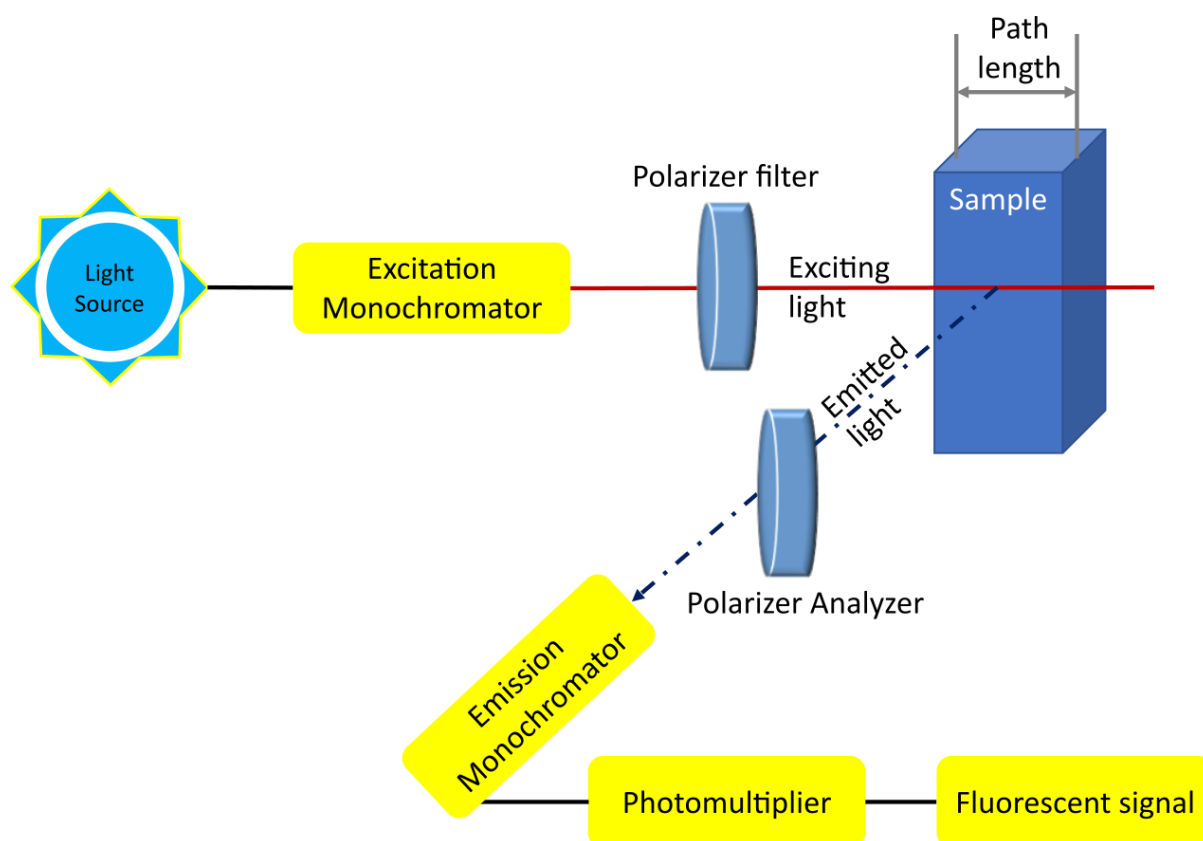 Path
length
Polarizer filter
Sample
Light
Source
Excitation
Monochromator
Exciting
light
Emitted
light
Polarizer Analyzer
Emission
Monochromator
Photomultiplier
Fluorescent signal